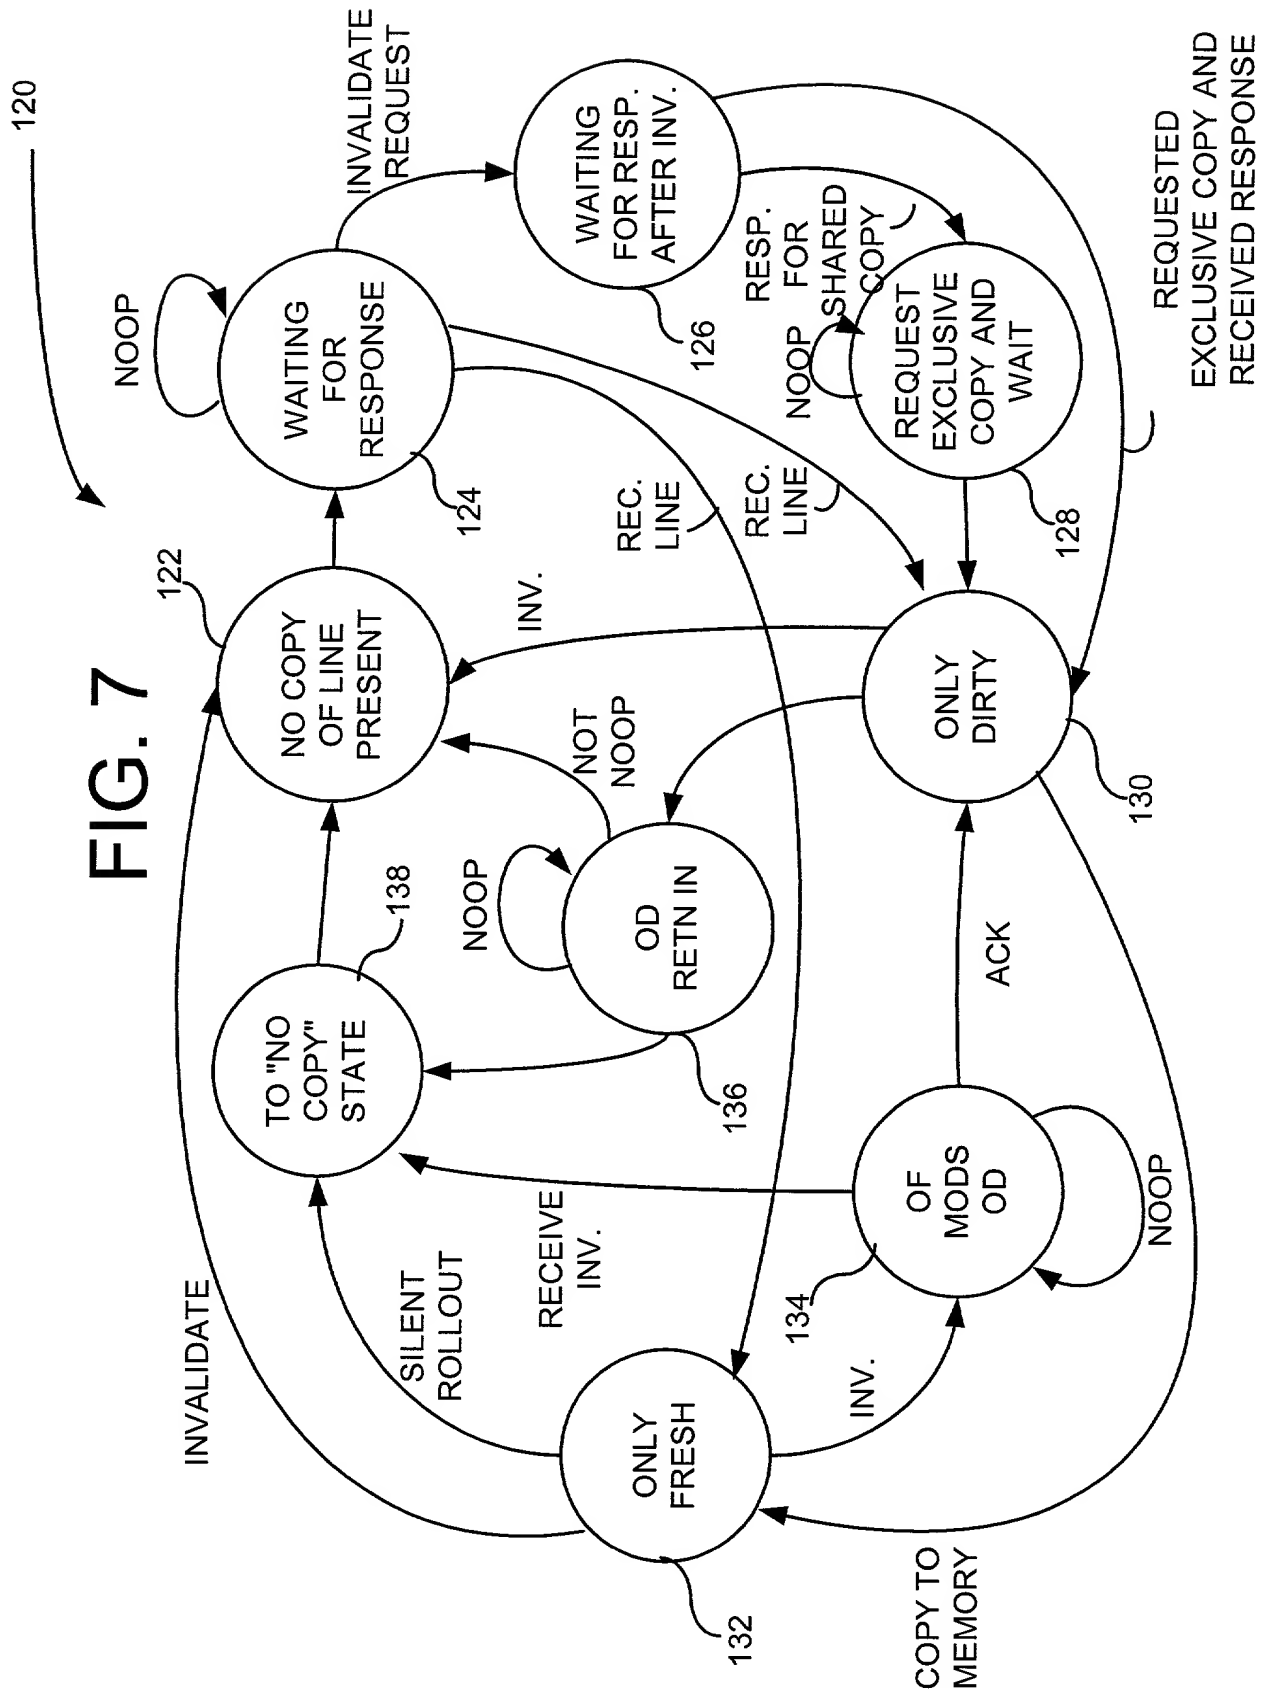 FIG. 7
120
INVALIDATE
138
122
NOOP
TO "NO
COPY"
STATE
NO COPY
OF LINE
PRESENT
WAITING
FOR
RESPONSE
INVALIDATE
REQUEST
SILENT
ROLLOUT
124
NOOP
INV.
RECEIVE
INV.
NOT
NOOP
REC.
LINE
WAITING
FOR RESP.
AFTER INV.
ONLY
FRESH
OD
RETN IN
126
132
136
REC.
LINE
RESP.
FOR
SHARED
COPY
NOOP
134
INV.
OF
MODS
OD
ACK
ONLY
DIRTY
REQUEST
EXCLUSIVE
COPY AND
WAIT
COPY TO
MEMORY
128
130
NOOP
REQUESTED
EXCLUSIVE COPY AND
RECEIVED RESPONSE